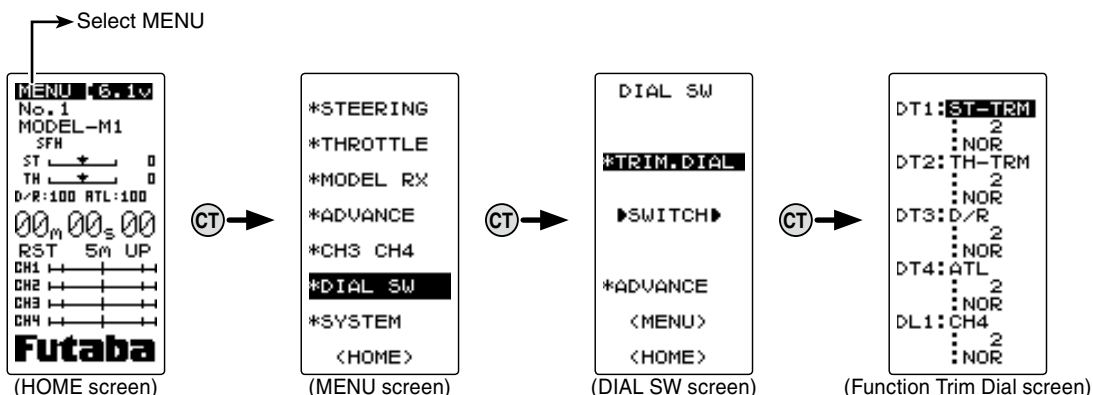 Select MENU
MENU 6.1v
No.1
MODEL-M1
SFH
ST 0
TH 0
D/R:100 ATL:100
00m00s00
RST 5m UP
CH1
CH2
CH3
CH4
Futaba
(HOME screen)
CT
*STEERING
*THROTTLE
*MODEL RX
*ADVANCE
*CH3 CH4
*DIAL SW
*SYSTEM
<HOME>
(MENU screen)
CT
DIAL SW
*TRIM.DIAL
▶SWITCH▶
*ADVANCE
<MENU>
<HOME>
(DIAL SW screen)
CT
DT1:ST-TRM
: 2
:NOR
DT2:TH-TRM
: 2
:NOR
DT3:D/R
: 2
:NOR
DT4:ATL
: 2
:NOR
DL1:CH4
: 2
:NOR
(Function Trim Dial screen)